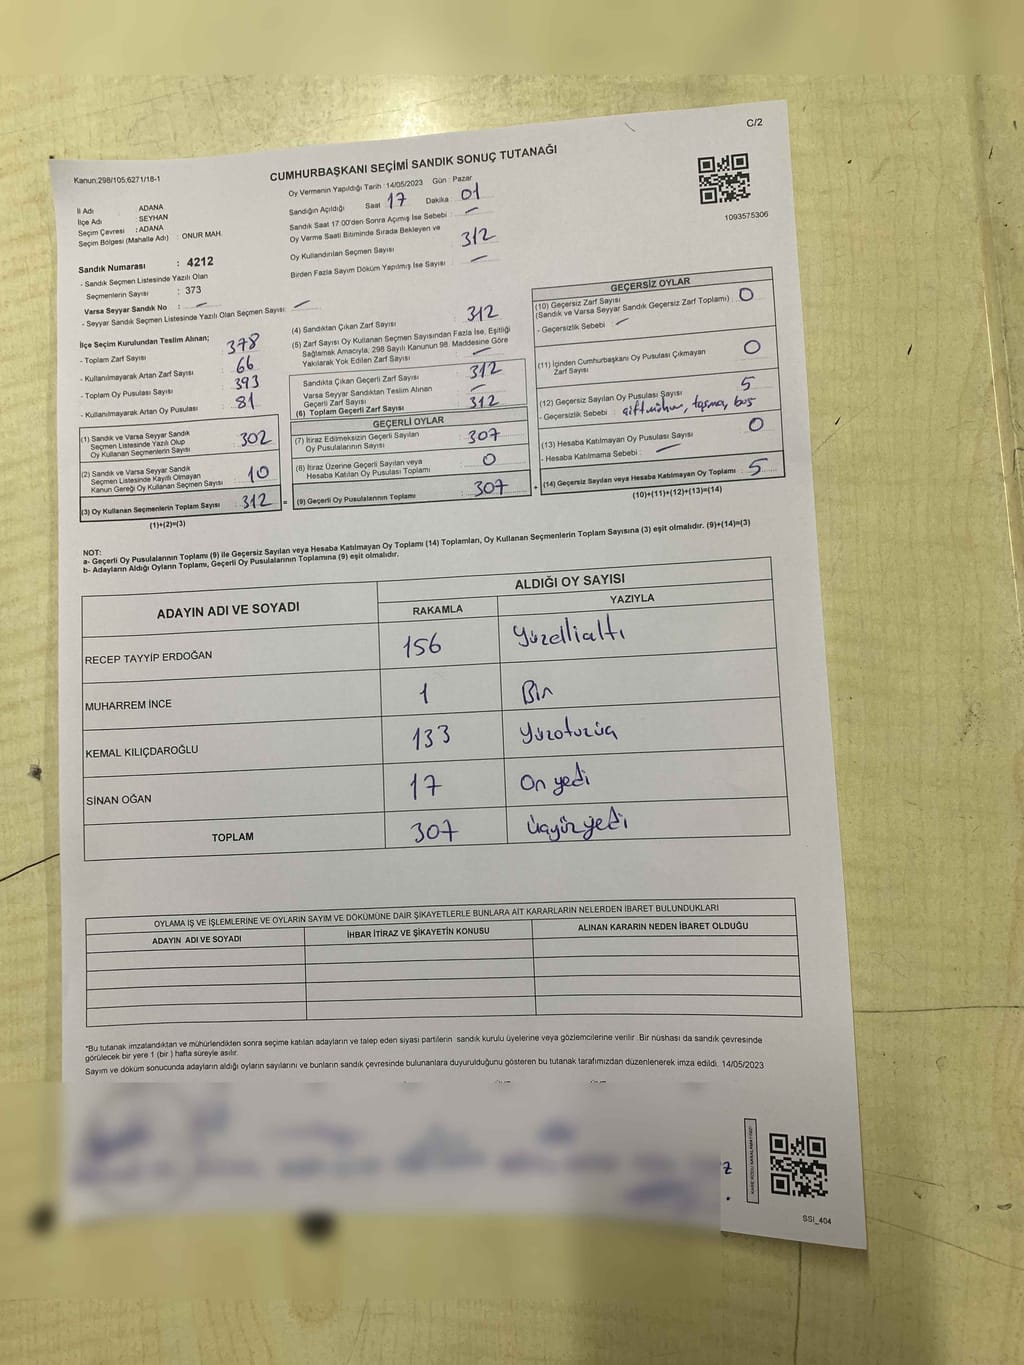 C/2
Kanun;298/105;6271/18-1
CUMHURBAŞKANI SEÇİMİ SANDIK SONUÇ TUTANAĞI
1093575306
İl Adı : ADANA
İlçe Adı : SEYHAN
Seçim Çevresi : ADANA
Seçim Bölgesi (Mahalle Adı) : ONUR MAH.
Sandık Numarası : 4212
- Sandık Seçmen Listesinde Yazılı Olan
Seçmenlerin Sayısı : 373
Varsa Seyyar Sandık No : –
- Seyyar Sandık Seçmen Listesinde Yazılı Olan Seçmen Sayısı: –
Oy Vermenin Yapıldığı Tarih : 14/05/2023 Gün : Pazar
Sandığın Açıldığı Saat 17 Dakika : 01
Sandık Saat 17:00'den Sonra Açımış İse Sebebi : –
Oy Verme Saati Bitiminde Sırada Bekleyen ve
Oy Kullandırılan Seçmen Sayısı : 312
Birden Fazla Sayım Döküm Yapılmış İse Sayısı : –
İlçe Seçim Kurulundan Teslim Alınan;
- Toplam Zarf Sayısı : 378
- Kullanılmayarak Artan Zarf Sayısı : 66
- Toplam Oy Pusulası Sayısı : 393
- Kullanılmayarak Artan Oy Pusulası : 81
(1) Sandık ve Varsa Seyyar Sandık
Seçmen Listesinde Yazılı Olup
Oy Kullanan Seçmenlerin Sayısı : 302
(2) Sandık ve Varsa Seyyar Sandık
Seçmen Listesinde Kayıtlı Olmayan
Kanun Gereği Oy Kullanan Seçmen Sayısı : 10
(3) Oy Kullanan Seçmenlerin Toplam Sayısı : 312 =
(1)+(2)=(3)
(4) Sandıktan Çıkan Zarf Sayısı : 312
(5) Zarf Sayısı Oy Kullanan Seçmen Sayısından Fazla İse, Eşitliği
Sağlamak Amacıyla, 298 Sayılı Kanunun 98. Maddesine Göre
Yakılarak Yok Edilen Zarf Sayısı : –
Sandıkta Çıkan Geçerli Zarf Sayısı : 312
Varsa Seyyar Sandıktan Teslim Alınan
Geçerli Zarf Sayısı : –
(6) Toplam Geçerli Zarf Sayısı : 312
GEÇERLİ OYLAR
(7) İtiraz Edilmeksizin Geçerli Sayılan
Oy Pusulalarının Sayısı : 307
(8) İtiraz Üzerine Geçerli Sayılan veya
Hesaba Katılan Oy Pusulası Toplamı : 0
(9) Geçerli Oy Pusulalarının Toplamı : 307 +
GEÇERSİZ OYLAR
(10) Geçersiz Zarf Sayısı
(Sandık ve Varsa Seyyar Sandık Geçersiz Zarf Toplamı) : 0
- Geçersizlik Sebebi : –
(11) İçinden Cumhurbaşkanı Oy Pusulası Çıkmayan
Zarf Sayısı : 0
(12) Geçersiz Sayılan Oy Pusulası Sayısı : 5
- Geçersizlik Sebebi : çift mühür, taşma, boş
(13) Hesaba Katılmayan Oy Pusulası Sayısı : 0
- Hesaba Katılmama Sebebi : –
(14) Geçersiz Sayılan veya Hesaba Katılmayan Oy Toplamı : 5
(10)+(11)+(12)+(13)=(14)
NOT:
a- Geçerli Oy Pusulalarının Toplamı (9) ile Geçersiz Sayılan veya Hesaba Katılmayan Oy Toplamı (14) Toplamları, Oy Kullanan Seçmenlerin Toplam Sayısına (3) eşit olmalıdır. (9)+(14)=(3)
b- Adayların Aldığı Oyların Toplamı, Geçerli Oy Pusulalarının Toplamına (9) eşit olmalıdır.
ADAYIN ADI VE SOYADI ALDIĞI OY SAYISI
RAKAMLA YAZIYLA
RECEP TAYYİP ERDOĞAN 156 Yüzellialtı
MUHARREM İNCE 1 Bir
KEMAL KILIÇDAROĞLU 133 Yüzotuzüç
SİNAN OĞAN 17 On yedi
TOPLAM 307 Üçyüzyedi
OYLAMA İŞ VE İŞLEMLERİNE VE OYLARIN SAYIM VE DÖKÜMÜNE DAİR ŞİKAYETLERLE BUNLARA AİT KARARLARIN NELERDEN İBARET BULUNDUKLARI
ADAYIN ADI VE SOYADI İHBAR İTİRAZ VE ŞİKAYETİN KONUSU ALINAN KARARIN NEDEN İBARET OLDUĞU
*Bu tutanak imzalandıktan ve mühürlendikten sonra seçime katılan adayların ve talep eden siyasi partilerin sandık kurulu üyelerine veya gözlemcilerine verilir. Bir nüshası da sandık çevresinde
görülecek bir yere 1 (bir ) hafta süreyle asılır.
Sayım ve döküm sonucunda adayların aldığı oyların sayılarını ve bunların sandık çevresinde bulunanlara duyurulduğunu gösteren bu tutanak tarafımızdan düzenlenerek imza edildi. 14/05/2023
SSI_404